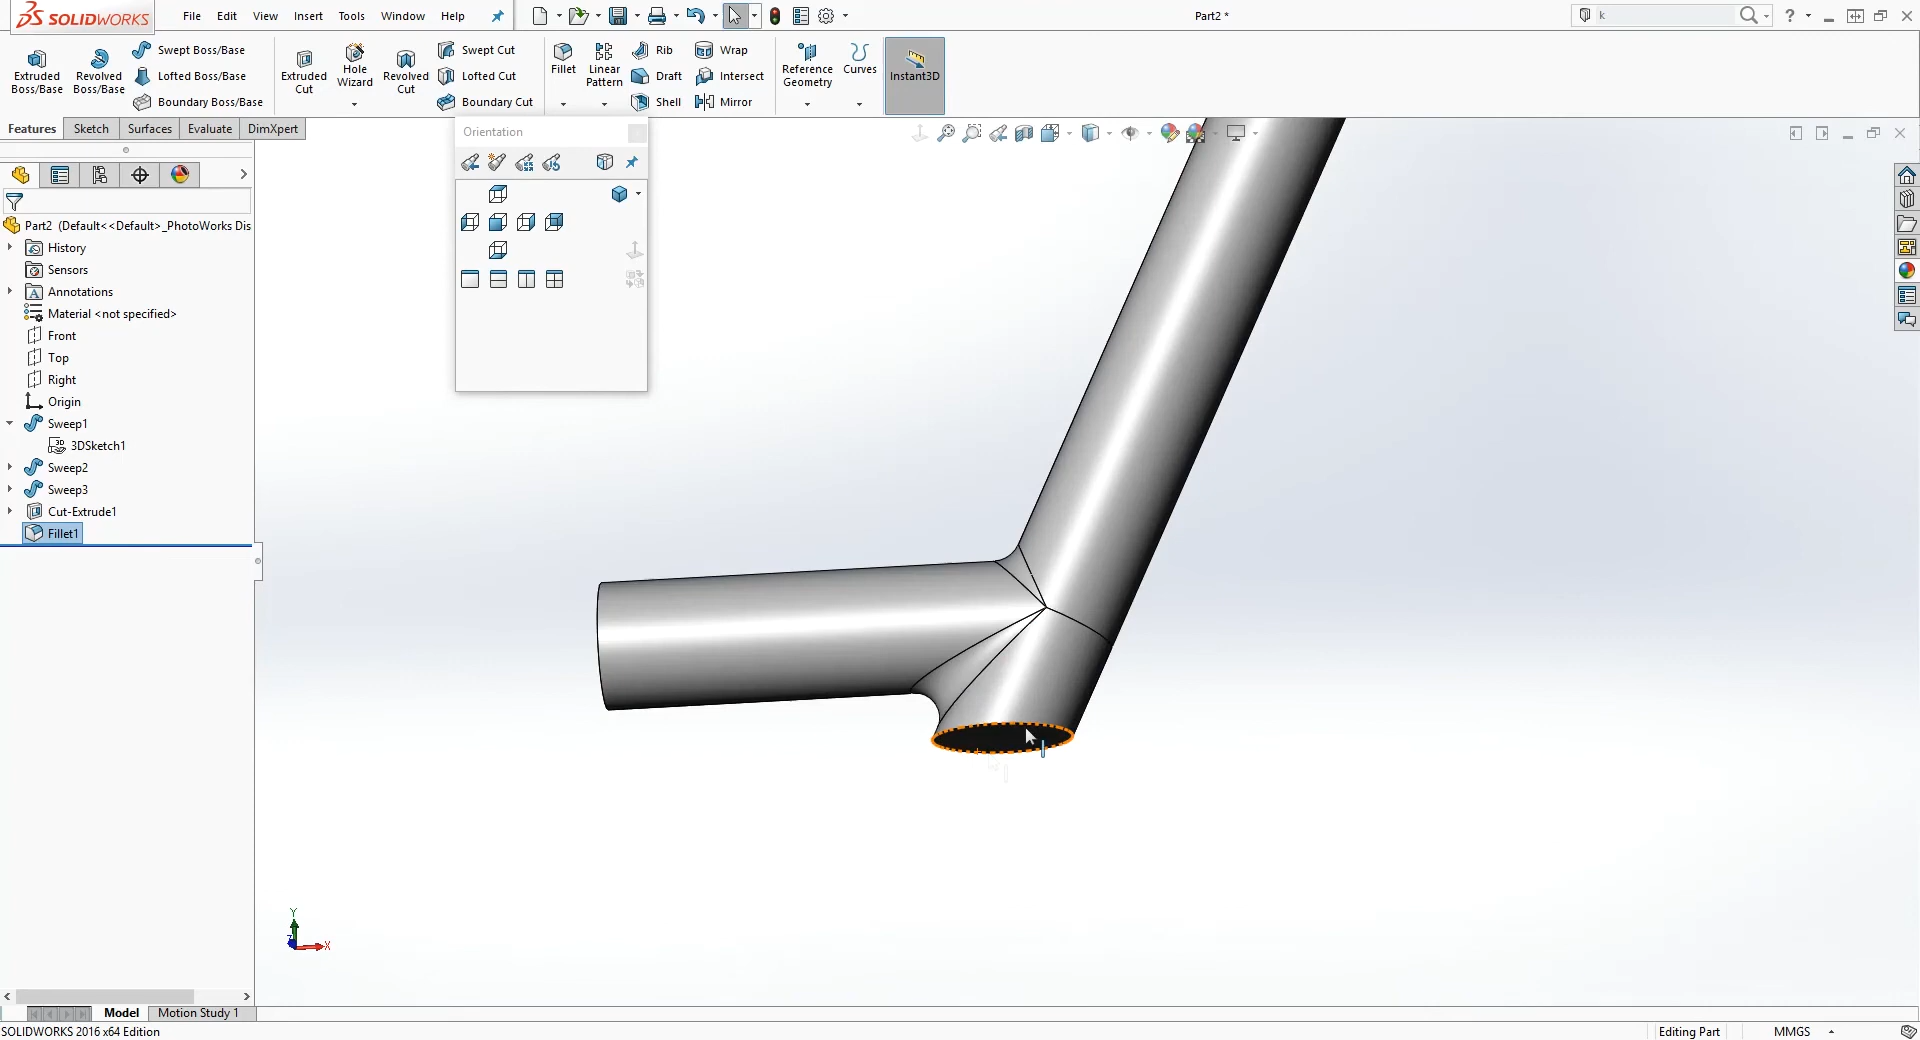 SOLIDWORKS
File Edit View Insert Tools Window Help
Part2 *
k
?
Extruded Boss/Base
Revolved Boss/Base
Swept Boss/Base
Lofted Boss/Base
Boundary Boss/Base
Extruded Cut
Hole Wizard
Revolved Cut
Swept Cut
Lofted Cut
Boundary Cut
Fillet
Linear Pattern
Rib
Draft
Shell
Wrap
Intersect
Mirror
Reference Geometry
Curves
Instant3D
Features Sketch Surfaces Evaluate DimXpert
Orientation
Part2 (Default<<Default>_PhotoWorks Dis
History
Sensors
Annotations
Material <not specified>
Front
Top
Right
Origin
Sweep1
3DSketch1
Sweep2
Sweep3
Cut-Extrude1
Fillet1
Y
Z
X
Model Motion Study 1
SOLIDWORKS 2016 x64 Edition
Editing Part
MMGS